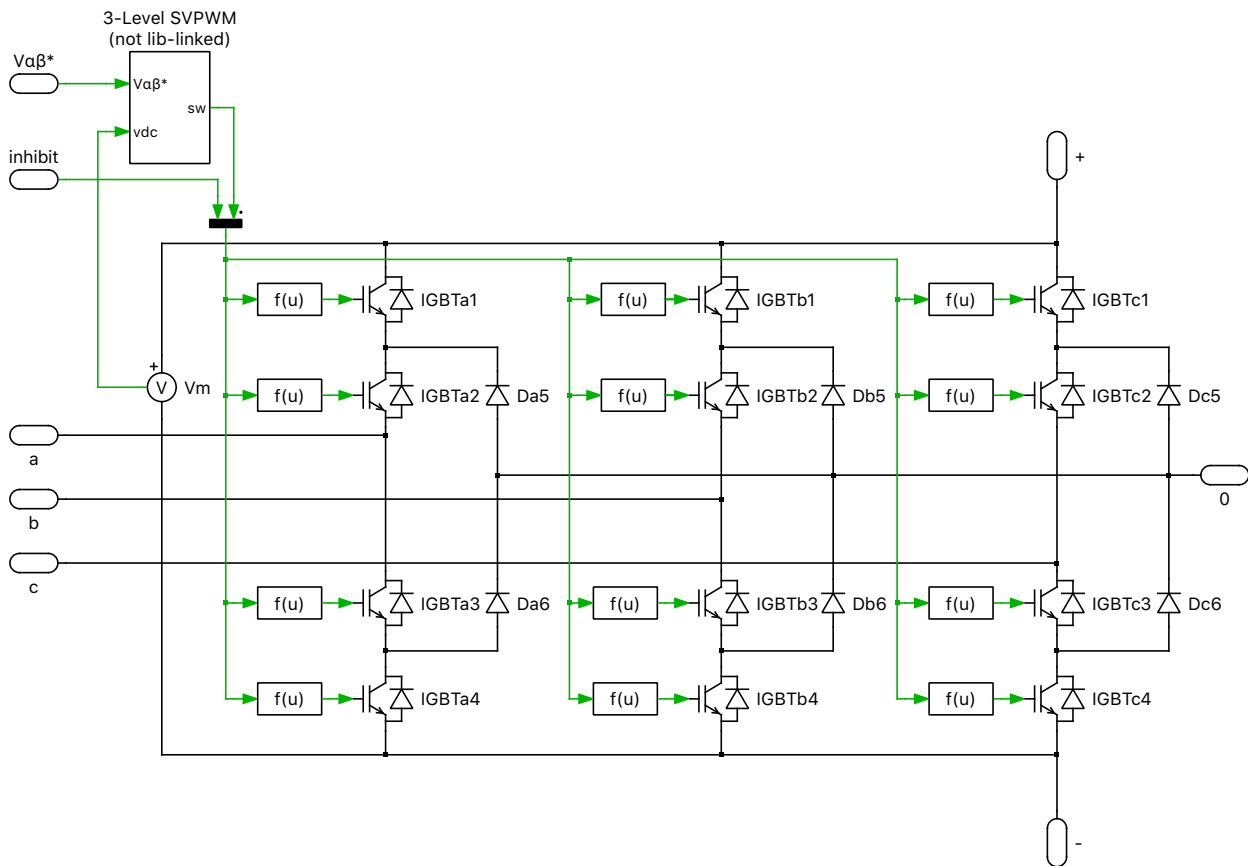 3-Level SVPWM
(not lib-linked)
Vαβ*
Vαβ*
sw
vdc
inhibit
+
f(u)
IGBTa1
f(u)
IGBTb1
f(u)
IGBTc1
+
V
Vm
f(u)
IGBTa2
Da5
f(u)
IGBTb2
Db5
f(u)
IGBTc2
Dc5
a
0
b
c
f(u)
IGBTa3
Da6
f(u)
IGBTb3
Db6
f(u)
IGBTc3
Dc6
f(u)
IGBTa4
f(u)
IGBTb4
f(u)
IGBTc4
-